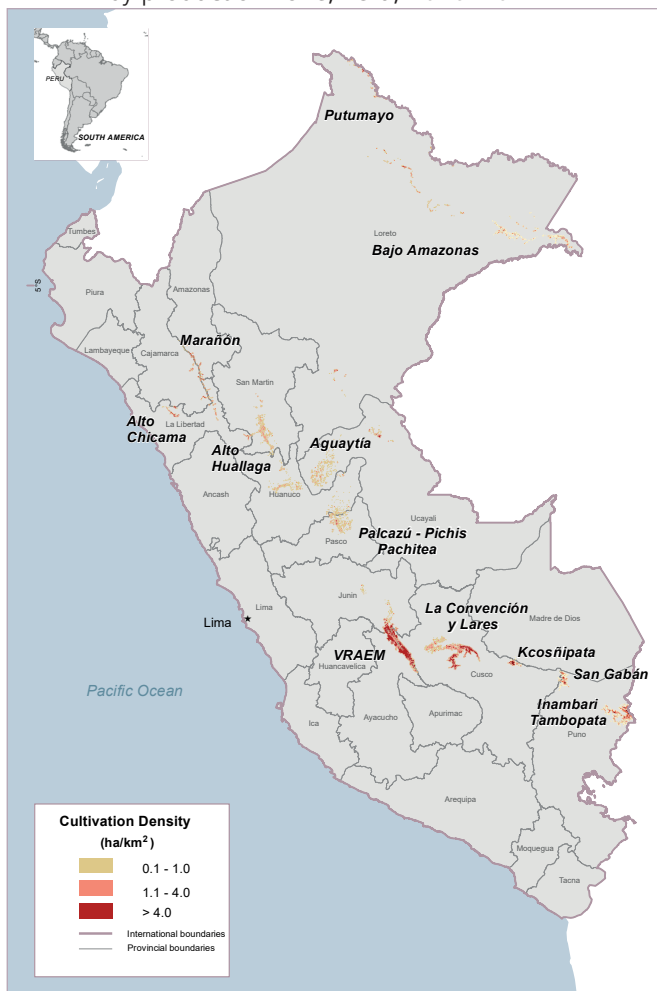 PERU
SOUTH AMERICA
Putumayo
Loreto
Bajo Amazonas
Tumbes
5°S
Piura
Amazonas
Lambayeque
Cajamarca
Marañón
San Martin
Alto
Chicama
La Libertad
Alto
Huallaga
Aguaytía
Ancash
Huanuco
Ucayali
Palcazú - Pichis
Pachitea
Pasco
Junin
Lima
Lima
La Convención
y Lares
Madre de Dios
VRAEM
Huancavelica
Kcosñipata
San Gabán
Cusco
Pacific Ocean
Inambari
Tambopata
Ica
Ayacucho
Apurimac
Puno
Arequipa
Moquegua
Tacna
Cultivation Density
(ha/km²)
0.1 - 1.0
1.1 - 4.0
> 4.0
International boundaries
Provincial boundaries